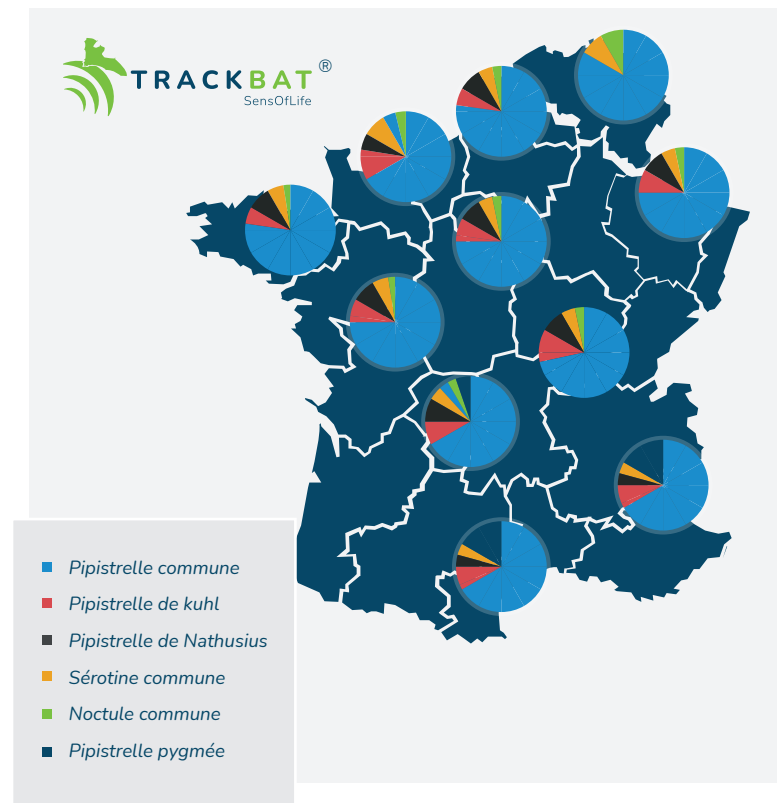 TRACKBAT®
SensOfLife
Pipistrelle commune
Pipistrelle de kuhl
Pipistrelle de Nathusius
Sérotine commune
Noctule commune
Pipistrelle pygmée